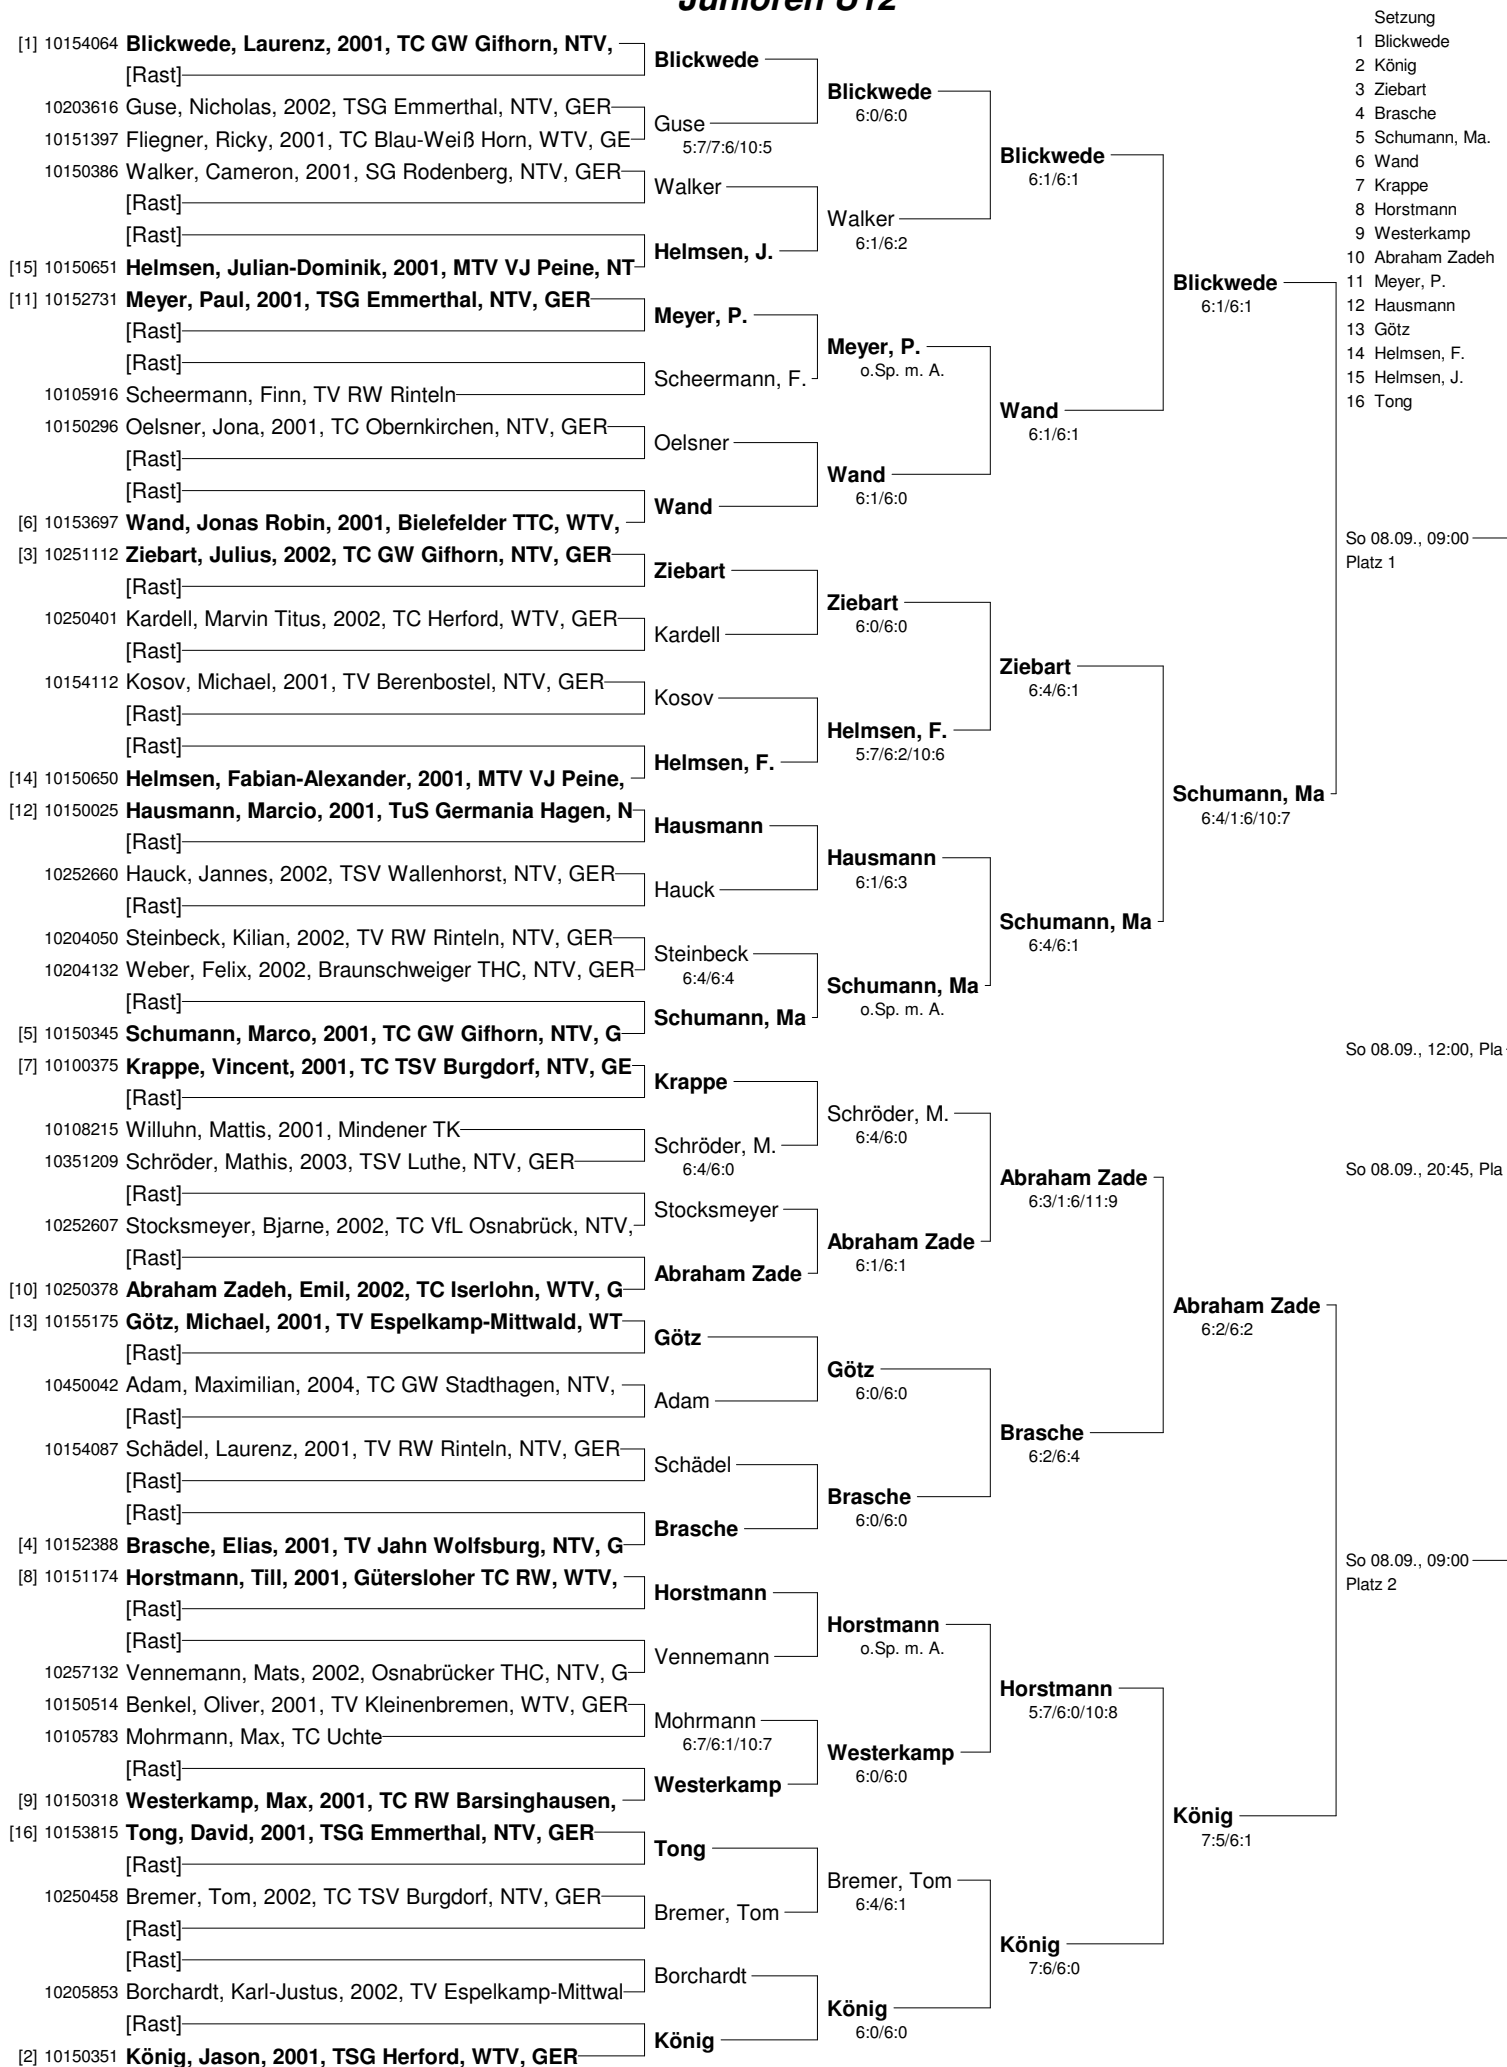 Junioren U12
Setzung
1 Blickwede
2 König
3 Ziebart
4 Brasche
5 Schumann, Ma.
6 Wand
7 Krappe
8 Horstmann
9 Westerkamp
10 Abraham Zadeh
11 Meyer, P.
12 Hausmann
13 Götz
14 Helmsen, F.
15 Helmsen, J.
16 Tong
[1] 10154064 Blickwede, Laurenz, 2001, TC GW Gifhorn, NTV,
[Rast]
10203616 Guse, Nicholas, 2002, TSG Emmerthal, NTV, GER
10151397 Fliegner, Ricky, 2001, TC Blau-Weiß Horn, WTV, GE
10150386 Walker, Cameron, 2001, SG Rodenberg, NTV, GER
[Rast]
[Rast]
[15] 10150651 Helmsen, Julian-Dominik, 2001, MTV VJ Peine, NT
[11] 10152731 Meyer, Paul, 2001, TSG Emmerthal, NTV, GER
[Rast]
[Rast]
10105916 Scheermann, Finn, TV RW Rinteln
10150296 Oelsner, Jona, 2001, TC Obernkirchen, NTV, GER
[Rast]
[Rast]
[6] 10153697 Wand, Jonas Robin, 2001, Bielefelder TTC, WTV,
[3] 10251112 Ziebart, Julius, 2002, TC GW Gifhorn, NTV, GER
[Rast]
10250401 Kardell, Marvin Titus, 2002, TC Herford, WTV, GER
[Rast]
10154112 Kosov, Michael, 2001, TV Berenbostel, NTV, GER
[Rast]
[Rast]
[14] 10150650 Helmsen, Fabian-Alexander, 2001, MTV VJ Peine,
[12] 10150025 Hausmann, Marcio, 2001, TuS Germania Hagen, N
[Rast]
10252660 Hauck, Jannes, 2002, TSV Wallenhorst, NTV, GER
[Rast]
10204050 Steinbeck, Kilian, 2002, TV RW Rinteln, NTV, GER
10204132 Weber, Felix, 2002, Braunschweiger THC, NTV, GER
[Rast]
[5] 10150345 Schumann, Marco, 2001, TC GW Gifhorn, NTV, G
[7] 10100375 Krappe, Vincent, 2001, TC TSV Burgdorf, NTV, GE
[Rast]
10108215 Willuhn, Mattis, 2001, Mindener TK
10351209 Schröder, Mathis, 2003, TSV Luthe, NTV, GER
[Rast]
10252607 Stocksmeyer, Bjarne, 2002, TC VfL Osnabrück, NTV,
[Rast]
[10] 10250378 Abraham Zadeh, Emil, 2002, TC Iserlohn, WTV, G
[13] 10155175 Götz, Michael, 2001, TV Espelkamp-Mittwald, WT
[Rast]
10450042 Adam, Maximilian, 2004, TC GW Stadthagen, NTV,
[Rast]
10154087 Schädel, Laurenz, 2001, TV RW Rinteln, NTV, GER
[Rast]
[Rast]
[4] 10152388 Brasche, Elias, 2001, TV Jahn Wolfsburg, NTV, G
[8] 10151174 Horstmann, Till, 2001, Gütersloher TC RW, WTV,
[Rast]
[Rast]
10257132 Vennemann, Mats, 2002, Osnabrücker THC, NTV, G
10150514 Benkel, Oliver, 2001, TV Kleinenbremen, WTV, GER
10105783 Mohrmann, Max, TC Uchte
[Rast]
[9] 10150318 Westerkamp, Max, 2001, TC RW Barsinghausen,
[16] 10153815 Tong, David, 2001, TSG Emmerthal, NTV, GER
[Rast]
10250458 Bremer, Tom, 2002, TC TSV Burgdorf, NTV, GER
[Rast]
[Rast]
10205853 Borchardt, Karl-Justus, 2002, TV Espelkamp-Mittwal
[Rast]
[2] 10150351 König, Jason, 2001, TSG Herford, WTV, GER
Blickwede
Guse
5:7/7:6/10:5
Walker
Helmsen, J.
Meyer, P.
Scheermann, F.
Oelsner
Wand
Ziebart
Kardell
Kosov
Helmsen, F.
Hausmann
Hauck
Steinbeck
6:4/6:4
Schumann, Ma
Krappe
Schröder, M.
6:4/6:0
Stocksmeyer
Abraham Zade
Götz
Adam
Schädel
Brasche
Horstmann
Vennemann
Mohrmann
6:7/6:1/10:7
Westerkamp
Tong
Bremer, Tom
Borchardt
König
Blickwede
6:0/6:0
Walker
6:1/6:2
Meyer, P.
o.Sp. m. A.
Wand
6:1/6:0
Ziebart
6:0/6:0
Helmsen, F.
5:7/6:2/10:6
Hausmann
6:1/6:3
Schumann, Ma
o.Sp. m. A.
Schröder, M.
6:4/6:0
Abraham Zade
6:1/6:1
Götz
6:0/6:0
Brasche
6:0/6:0
Horstmann
o.Sp. m. A.
Westerkamp
6:0/6:0
Bremer, Tom
6:4/6:1
König
6:0/6:0
Blickwede
6:1/6:1
Wand
6:1/6:1
Ziebart
6:4/6:1
Schumann, Ma
6:4/6:1
Abraham Zade
6:3/1:6/11:9
Brasche
6:2/6:4
Horstmann
5:7/6:0/10:8
König
7:6/6:0
Blickwede
6:1/6:1
Schumann, Ma
6:4/1:6/10:7
Abraham Zade
6:2/6:2
König
7:5/6:1
So 08.09., 09:00
Platz 1
So 08.09., 12:00, Pla
So 08.09., 20:45, Pla
So 08.09., 09:00
Platz 2